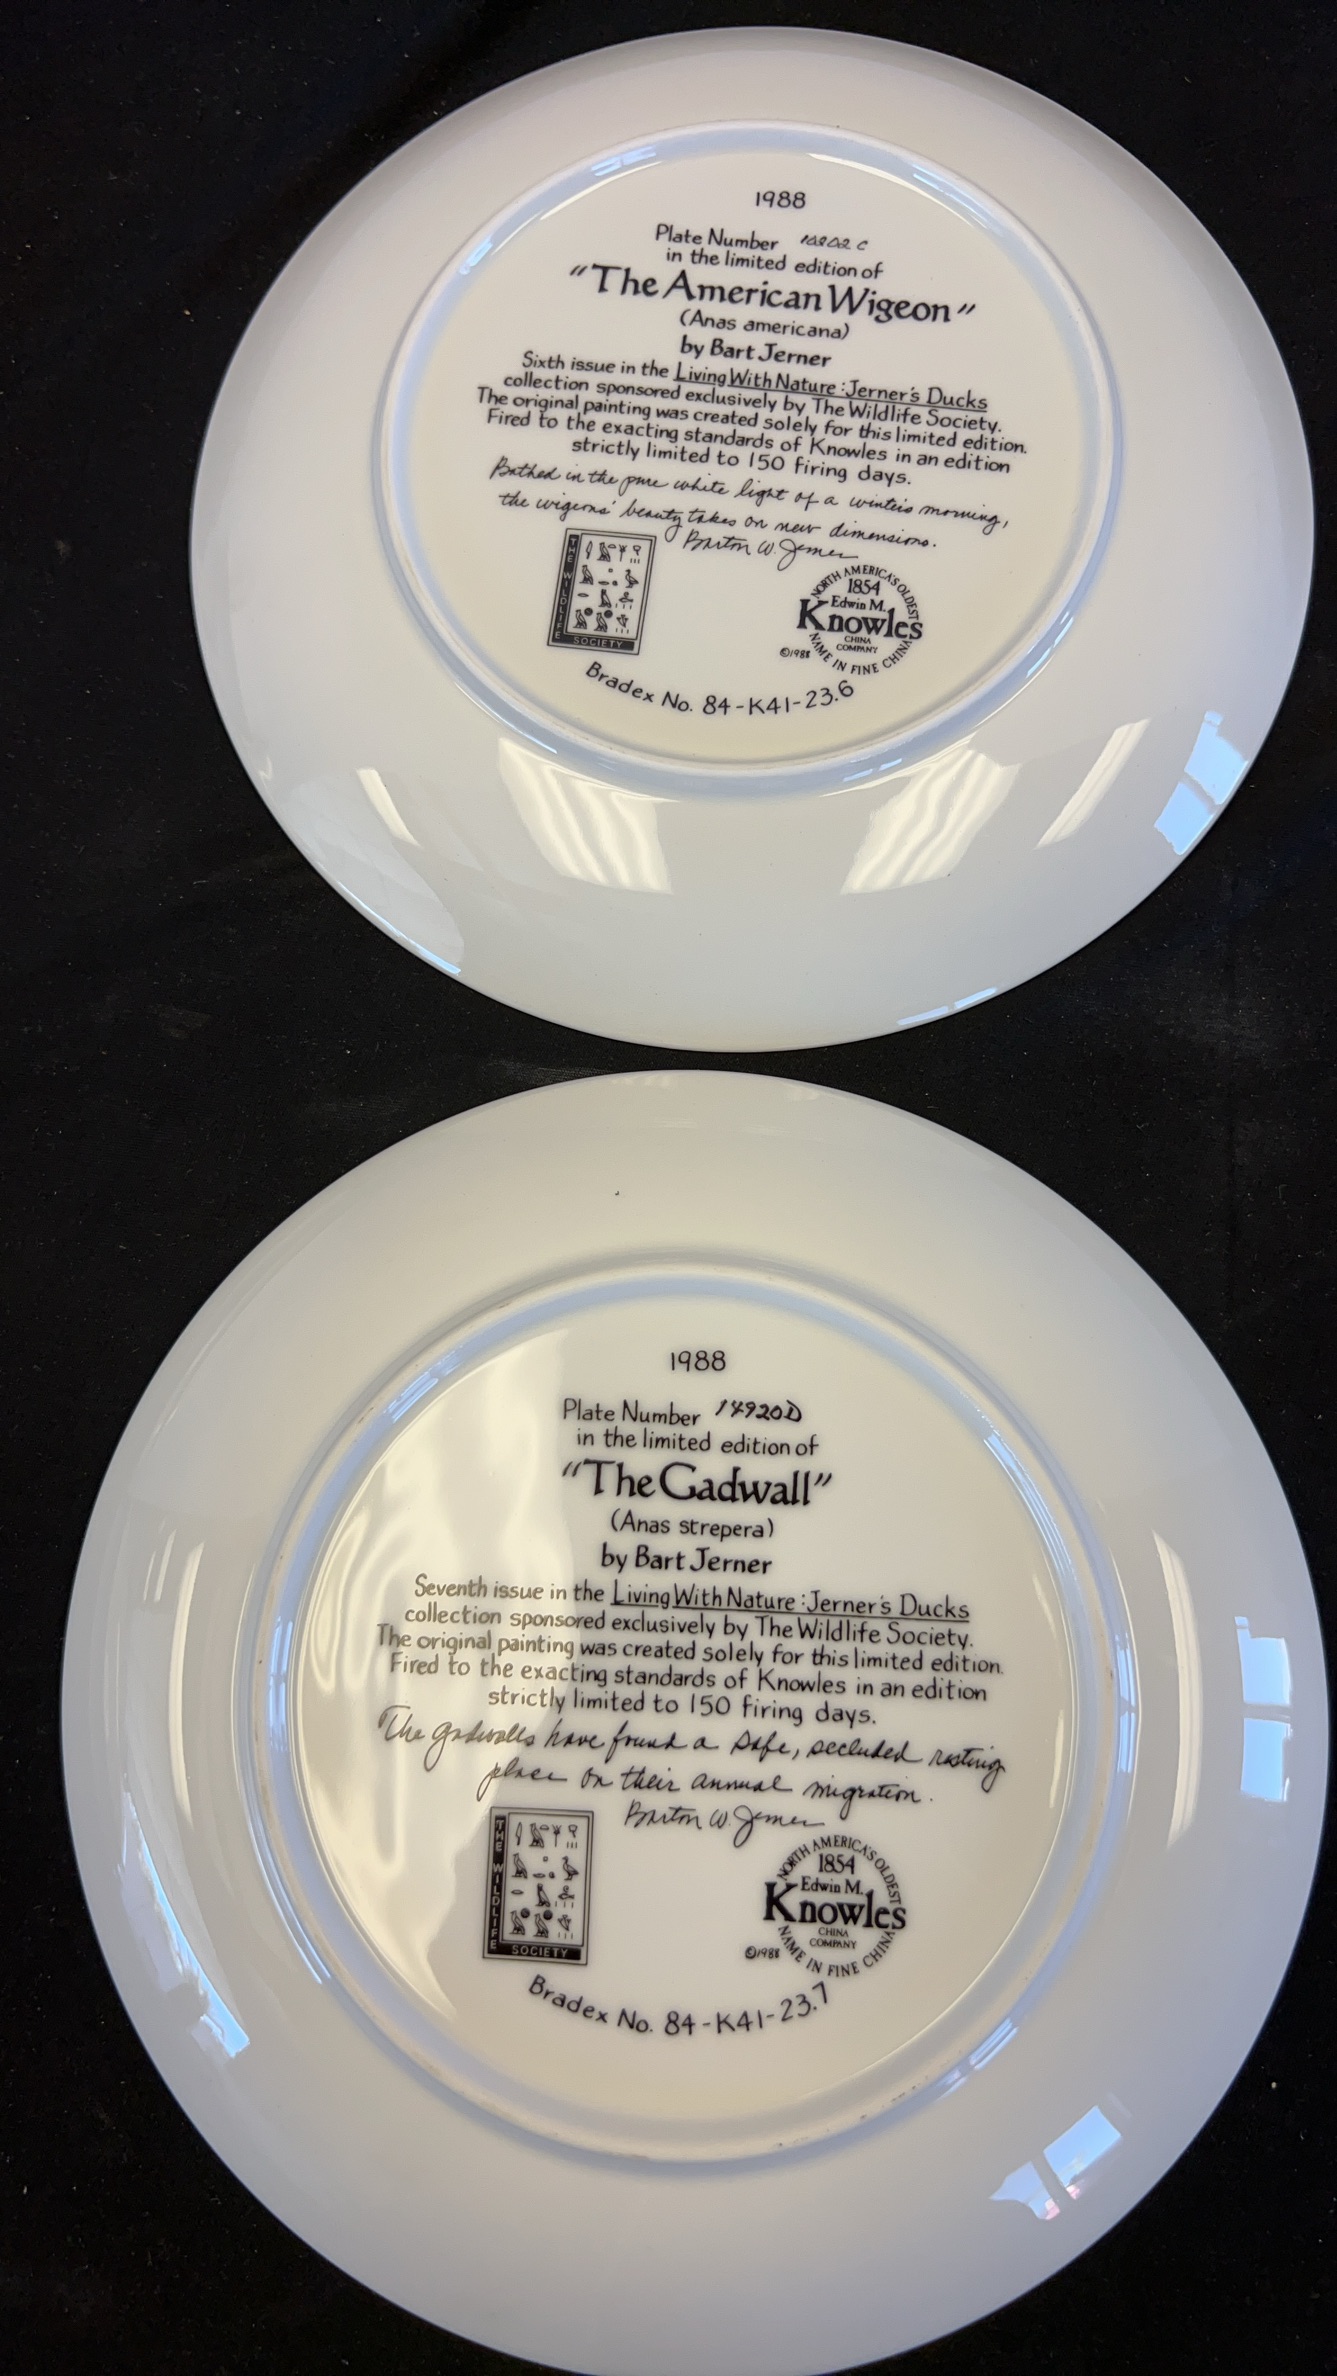 1988
Plate Number
in the limited edition of
"The American Wigeon"
(Anas americana)
by Bart Jerner
Sixth issue in the Living With Nature: Jerner's Ducks
collection sponsored exclusively by The Wildlife Society.
The original painting was created solely for this limited edition.
Fired to the exacting standards of Knowles in an edition
strictly limited to 150 firing days.
Bathed in the pure white light of a winter's morning,
the wigeons' beauty takes on new dimensions.
Barton W. Jerner
THE WILDLIFE
SOCIETY
NORTH AMERICA'S OLDEST
1854
Edwin M.
Knowles
CHINA
COMPANY
NAME IN FINE CHINA
©1988
Bradex No. 84-K41-23.6
1988
Plate Number 14920D
in the limited edition of
"The Gadwall"
(Anas strepera)
by Bart Jerner
Seventh issue in the Living With Nature: Jerner's Ducks
collection sponsored exclusively by The Wildlife Society.
The original painting was created solely for this limited edition.
Fired to the exacting standards of Knowles in an edition
strictly limited to 150 firing days.
The gadwalls have found a safe, secluded resting
place on their annual migration.
Barton W. Jerner
THE WILDLIFE
SOCIETY
NORTH AMERICA'S OLDEST
1854
Edwin M.
Knowles
CHINA
COMPANY
NAME IN FINE CHINA
©1988
Bradex No. 84-K41-23.7